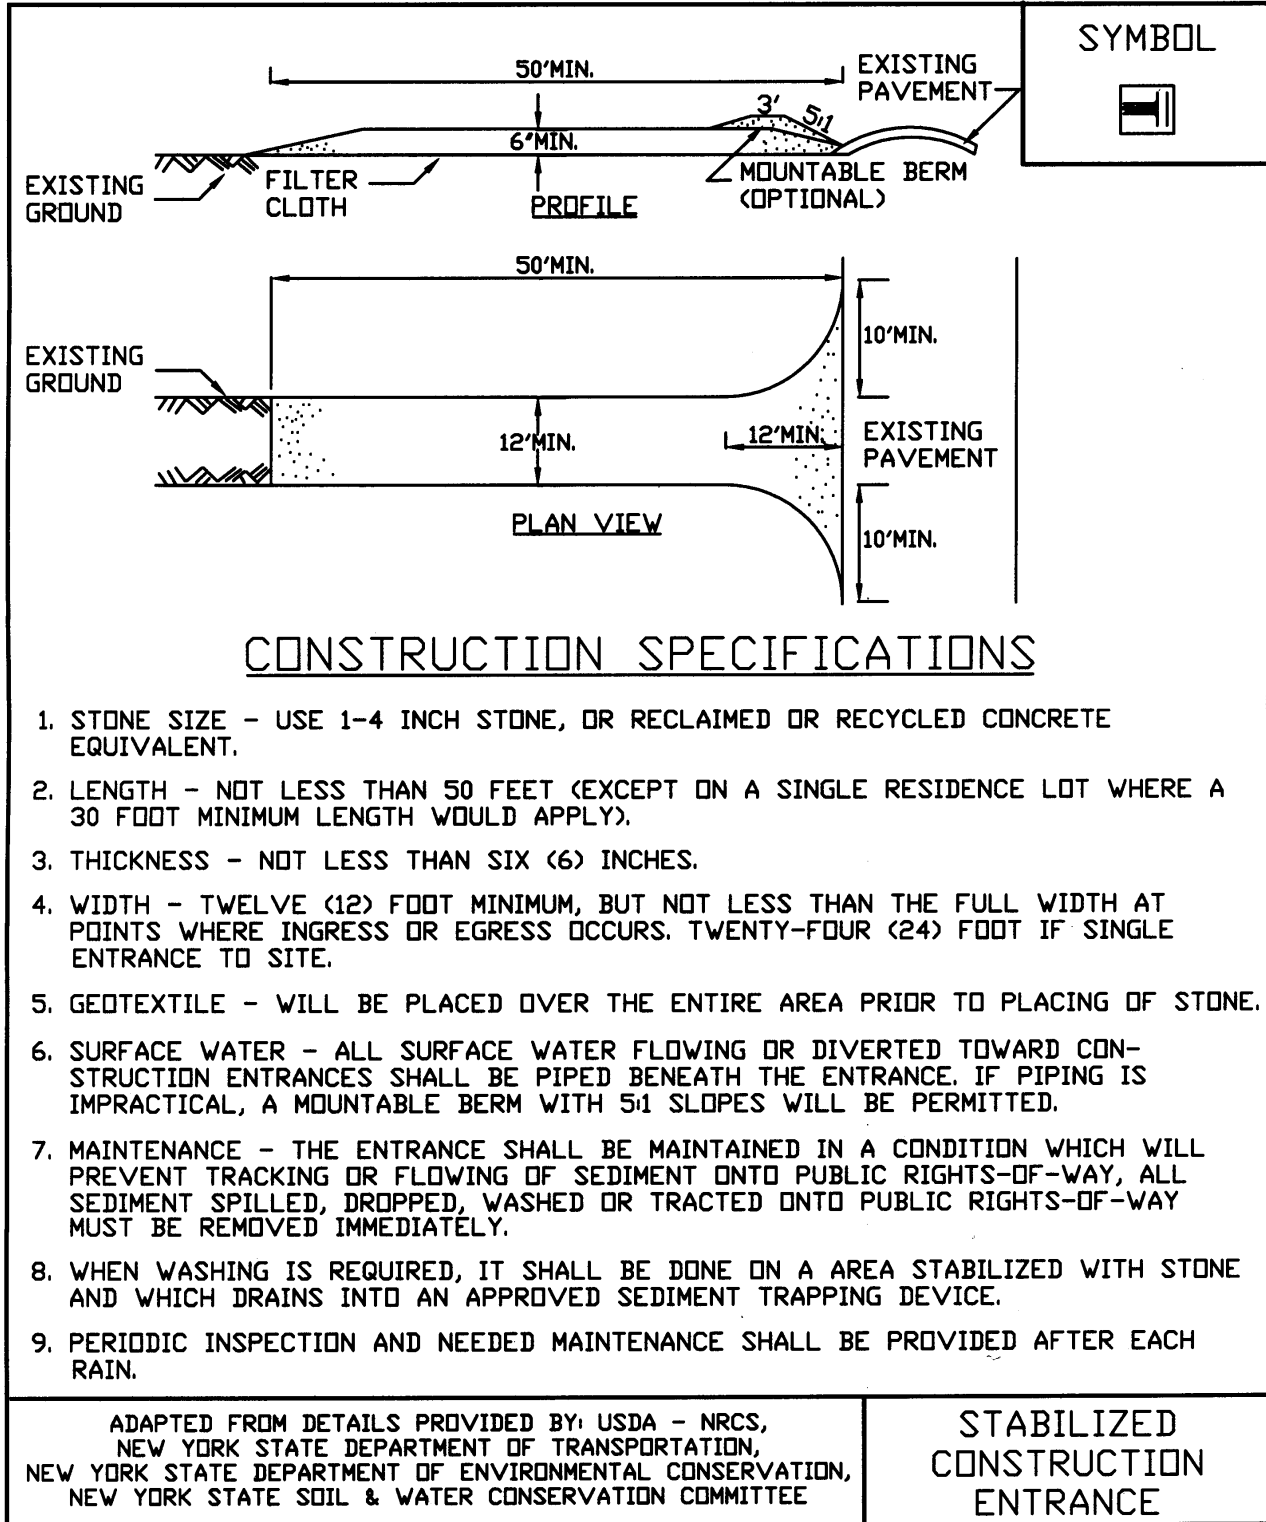 SYMBOL
50'MIN.
EXISTING
PAVEMENT
3'
5:1
6"MIN.
EXISTING
GROUND
FILTER
CLOTH
PROFILE
MOUNTABLE BERM
(OPTIONAL)
50'MIN.
10'MIN.
EXISTING
GROUND
12'MIN.
12'MIN.
EXISTING
PAVEMENT
PLAN VIEW
10'MIN.
CONSTRUCTION SPECIFICATIONS
1. STONE SIZE - USE 1-4 INCH STONE, OR RECLAIMED OR RECYCLED CONCRETE
EQUIVALENT.
2. LENGTH - NOT LESS THAN 50 FEET (EXCEPT ON A SINGLE RESIDENCE LOT WHERE A
30 FOOT MINIMUM LENGTH WOULD APPLY).
3. THICKNESS - NOT LESS THAN SIX (6) INCHES.
4. WIDTH - TWELVE (12) FOOT MINIMUM, BUT NOT LESS THAN THE FULL WIDTH AT
POINTS WHERE INGRESS OR EGRESS OCCURS. TWENTY-FOUR (24) FOOT IF SINGLE
ENTRANCE TO SITE.
5. GEOTEXTILE - WILL BE PLACED OVER THE ENTIRE AREA PRIOR TO PLACING OF STONE.
6. SURFACE WATER - ALL SURFACE WATER FLOWING OR DIVERTED TOWARD CON-
STRUCTION ENTRANCES SHALL BE PIPED BENEATH THE ENTRANCE. IF PIPING IS
IMPRACTICAL, A MOUNTABLE BERM WITH 5:1 SLOPES WILL BE PERMITTED.
7. MAINTENANCE - THE ENTRANCE SHALL BE MAINTAINED IN A CONDITION WHICH WILL
PREVENT TRACKING OR FLOWING OF SEDIMENT ONTO PUBLIC RIGHTS-OF-WAY, ALL
SEDIMENT SPILLED, DROPPED, WASHED OR TRACTED ONTO PUBLIC RIGHTS-OF-WAY
MUST BE REMOVED IMMEDIATELY.
8. WHEN WASHING IS REQUIRED, IT SHALL BE DONE ON A AREA STABILIZED WITH STONE
AND WHICH DRAINS INTO AN APPROVED SEDIMENT TRAPPING DEVICE.
9. PERIODIC INSPECTION AND NEEDED MAINTENANCE SHALL BE PROVIDED AFTER EACH
RAIN.
ADAPTED FROM DETAILS PROVIDED BY: USDA - NRCS,
NEW YORK STATE DEPARTMENT OF TRANSPORTATION,
NEW YORK STATE DEPARTMENT OF ENVIRONMENTAL CONSERVATION,
NEW YORK STATE SOIL & WATER CONSERVATION COMMITTEE
STABILIZED
CONSTRUCTION
ENTRANCE